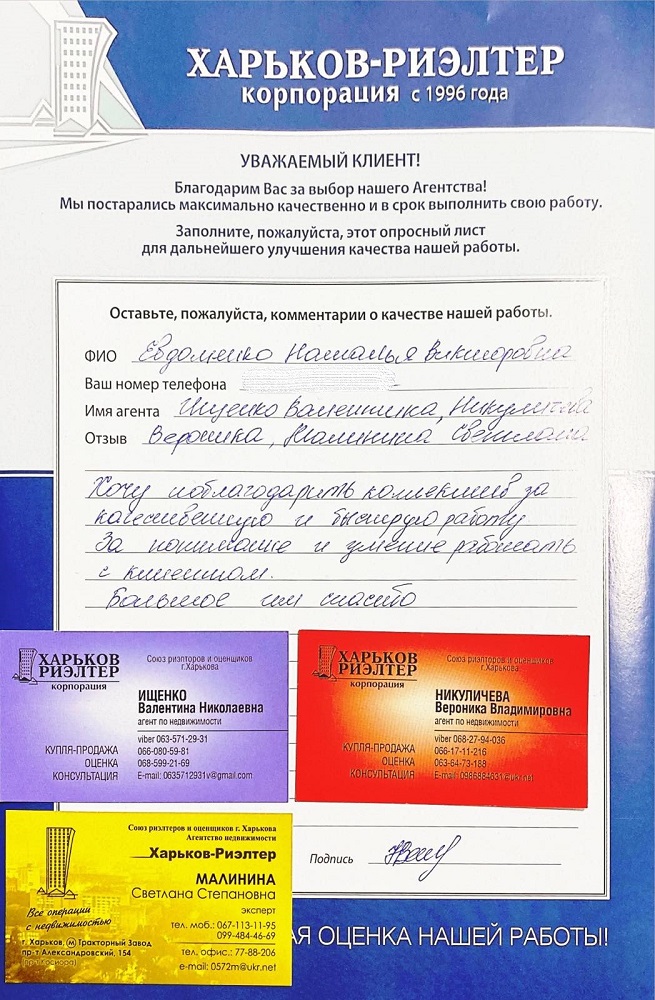 ХАРЬКОВ-РИЭЛТЕР
корпорация с 1996 года
УВАЖАЕМЫЙ КЛИЕНТ!
Благодарим Вас за выбор нашего Агентства!
Мы постарались максимально качественно и в срок выполнить свою работу.
Заполните, пожалуйста, этот опросный лист
для дальнейшего улучшения качества нашей работы.
Оставьте, пожалуйста, комментарии о качестве нашей работы.
ФИО Евдоменко Наталья Викторовна
Ваш номер телефона
Имя агента Ищенко Валентина, Никулитова
Отзыв Вероника, Малинина Светлана
Хочу поблагодарить коллектив за
качественную и быструю работу
За понимание и умение работать
с клиентом.
Большое им спасибо
ХАРЬКОВ
РИЭЛТЕР
корпорация
Союз риэлторов и оценщиков
г.Харькова
ИЩЕНКО
Валентина Николаевна
агент по недвижимости
viber 063-571-29-31
КУПЛЯ-ПРОДАЖА 066-080-59-81
ОЦЕНКА 068-599-21-69
КОНСУЛЬТАЦИЯ E-mail: 0635712931v@gmail.com
ХАРЬКОВ
РИЭЛТЕР
корпорация
Союз риэлторов и оценщиков
г.Харькова
НИКУЛИЧЕВА
Вероника Владимировна
агент по недвижимости
viber 068-27-94-036
КУПЛЯ-ПРОДАЖА 066-17-11-216
ОЦЕНКА 063-64-73-188
КОНСУЛЬТАЦИЯ E-mail:
Союз риэлтеров и оценщиков г. Харькова
Агентство недвижимости
Харьков-Риэлтер
МАЛИНИНА
Светлана Степановна
эксперт
Все операции
с недвижимостью
тел. моб.: 067-113-11-95
099-484-46-69
г. Харьков, (м) Тракторный Завод
пр-т Александровский, 154
(пр. Косиора)
тел. офис.: 77-88-206
e-mail: 0572m@ukr.net
Подпись
АЯ ОЦЕНКА НАШЕЙ РАБОТЫ!